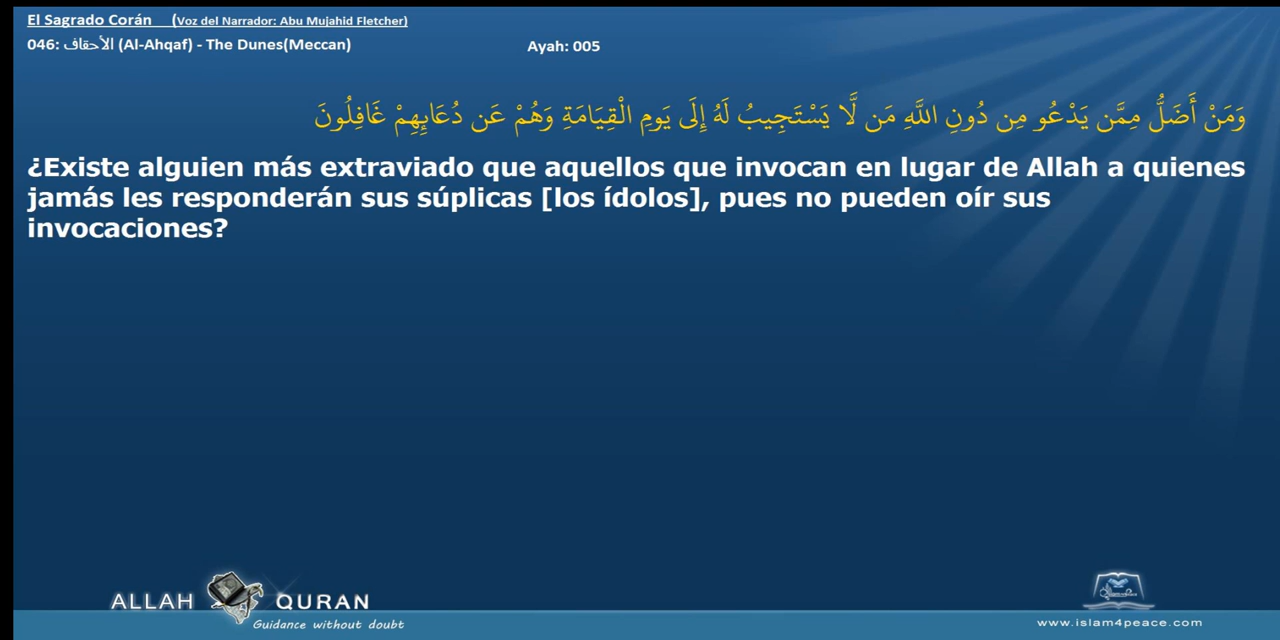 El Sagrado Corán (Voz del Narrador: Abu Mujahid Fletcher)
046: الأحقاف (Al-Ahqaf) - The Dunes(Meccan) Ayah: 005
وَمَنْ أَضَلُّ مِمَّن يَدْعُو مِن دُونِ اللَّهِ مَن لَّا يَسْتَجِيبُ لَهُ إِلَى يَومِ الْقِيَامَةِ وَهُمْ عَن دُعَائِهِمْ غَافِلُونَ
¿Existe alguien más extraviado que aquellos que invocan en lugar de Allah a quienes
jamás les responderán sus súplicas [los ídolos], pues no pueden oír sus
invocaciones?
ALLAH QURAN
Guidance without doubt
www.islam4peace.com